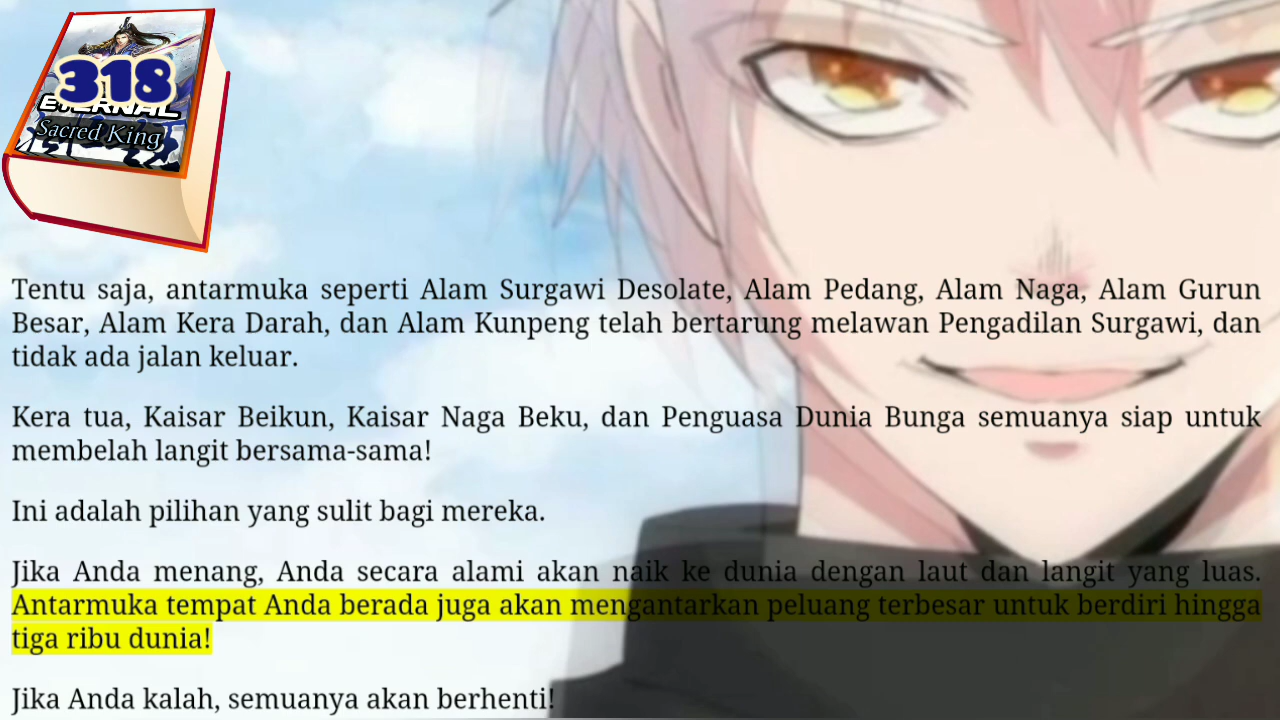 318
ETERNAL
Sacred King
Tentu saja, antarmuka seperti Alam Surgawi Desolate, Alam Pedang, Alam Naga, Alam Gurun
Besar, Alam Kera Darah, dan Alam Kunpeng telah bertarung melawan Pengadilan Surgawi, dan
tidak ada jalan keluar.
Kera tua, Kaisar Beikun, Kaisar Naga Beku, dan Penguasa Dunia Bunga semuanya siap untuk
membelah langit bersama-sama!
Ini adalah pilihan yang sulit bagi mereka.
Jika Anda menang, Anda secara alami akan naik ke dunia dengan laut dan langit yang luas.
Antarmuka tempat Anda berada juga akan mengantarkan peluang terbesar untuk berdiri hingga
tiga ribu dunia!
Jika Anda kalah, semuanya akan berhenti!